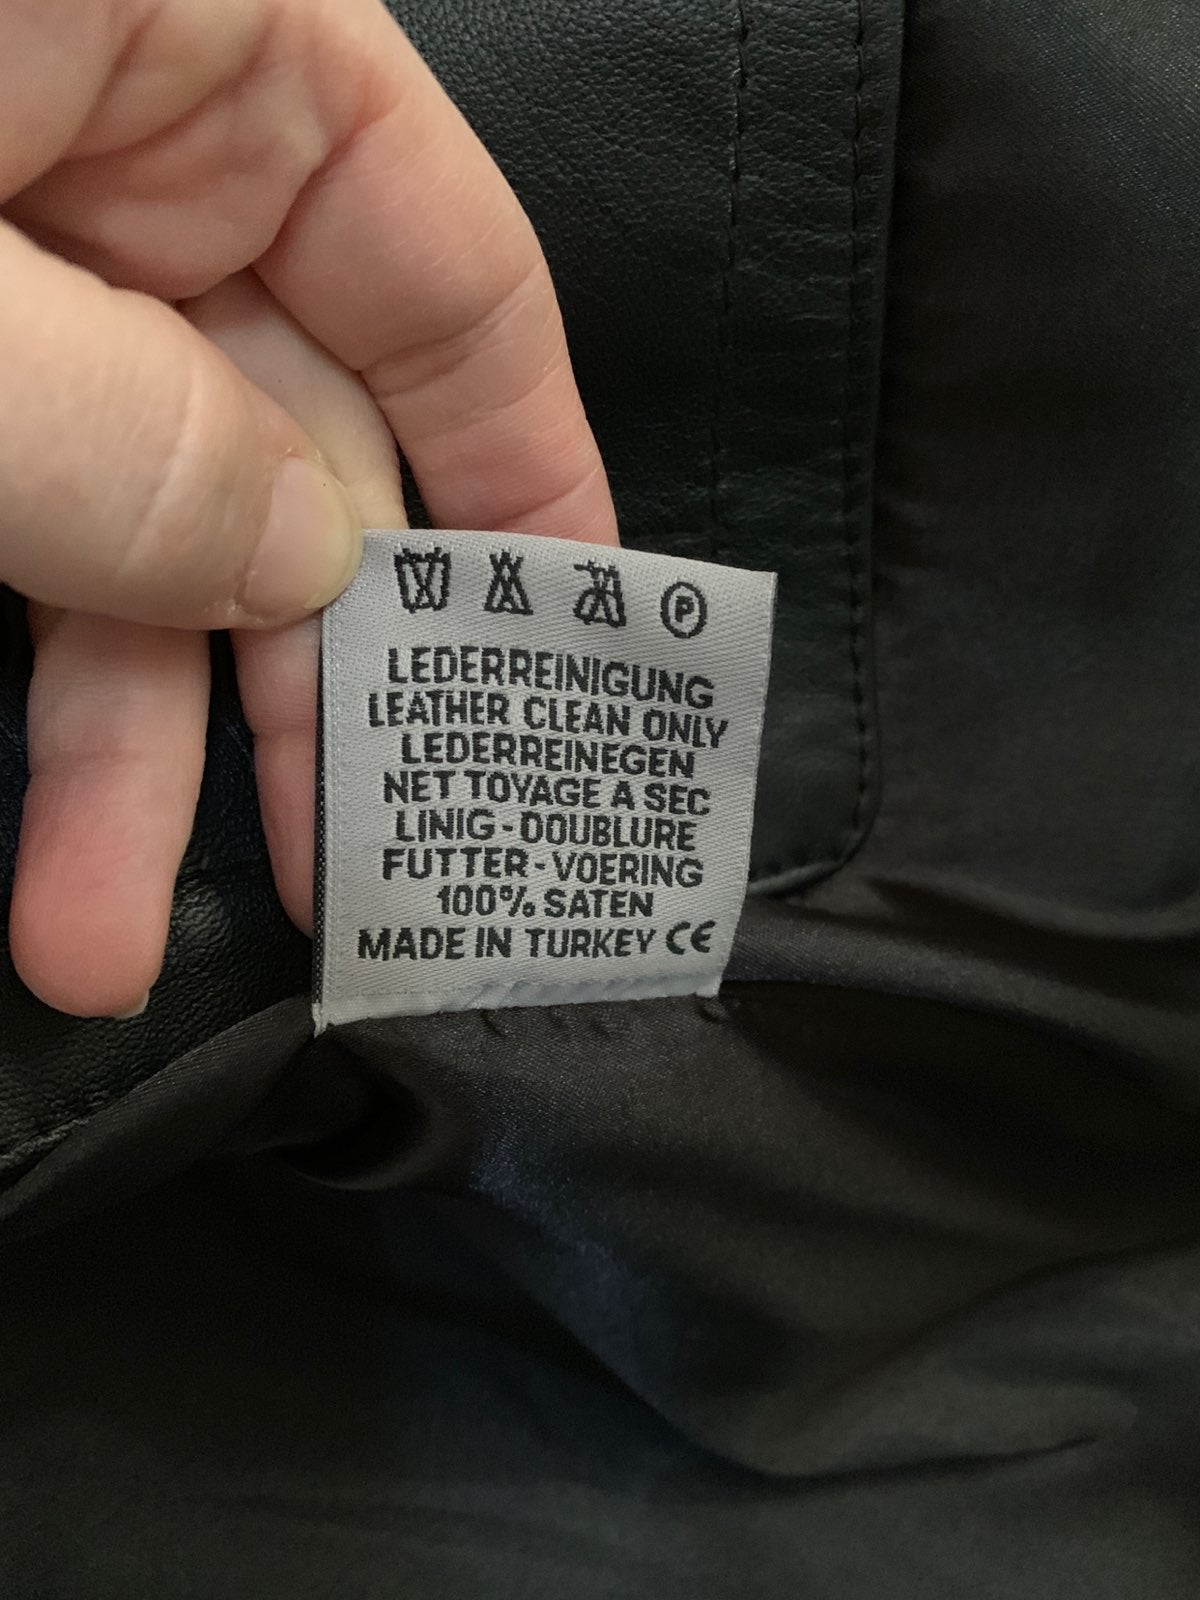 P
LEDERREINIGUNG
LEATHER CLEAN ONLY
LEDERREINEGEN
NET TOYAGE A SEC
LINIG-DOUBLURE
FUTTER-VOERING
100% SATEN
MADE IN TURKEY CE